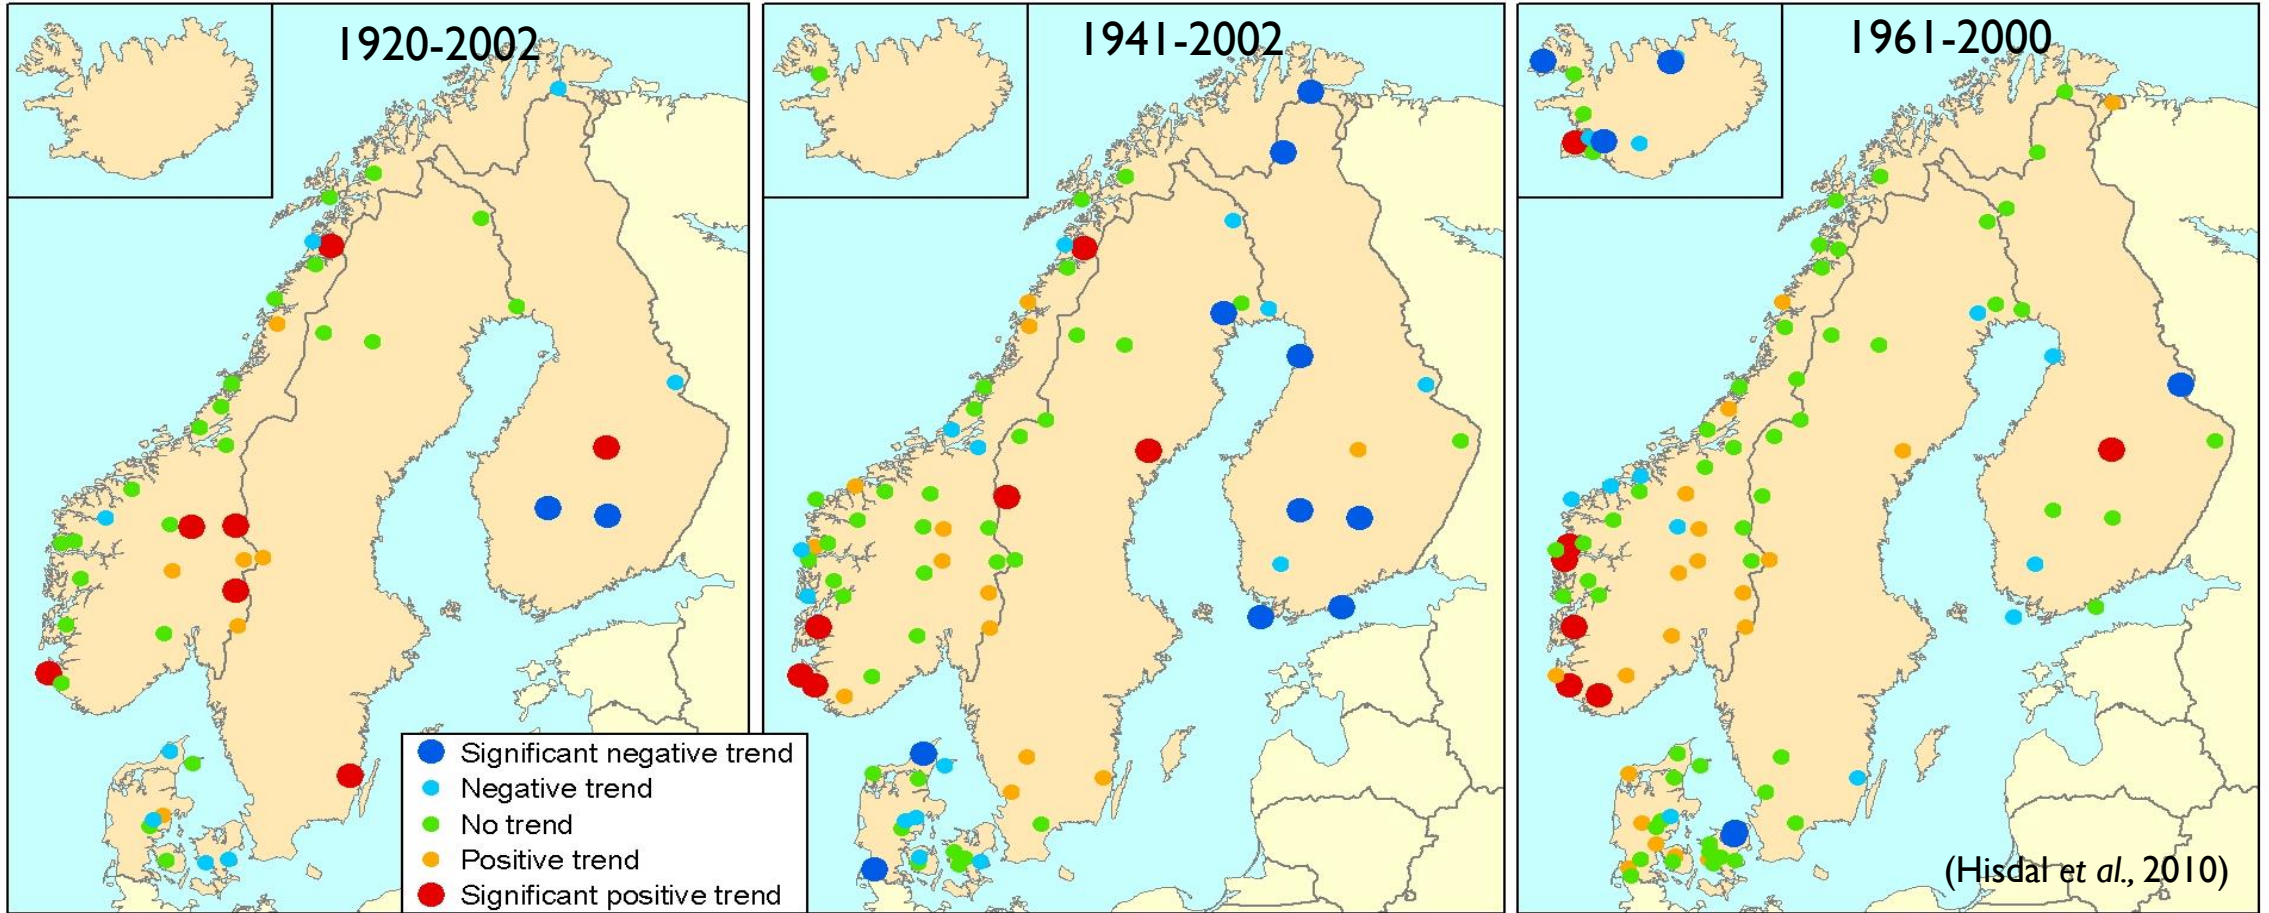 1920-2002
1941-2002
1961-2000
Significant negative trend
Negative trend
No trend
Positive trend
Significant positive trend
(Hisdal et al., 2010)